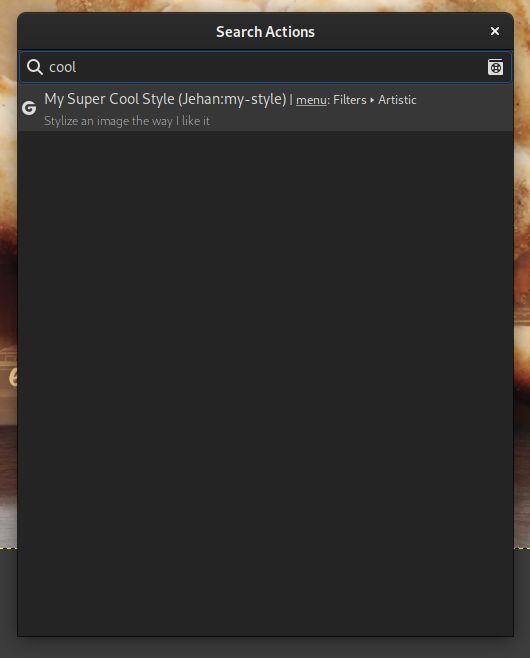 Search Actions
cool
My Super Cool Style (Jehan:my-style) | menu: Filters ▸ Artistic
Stylize an image the way I like it